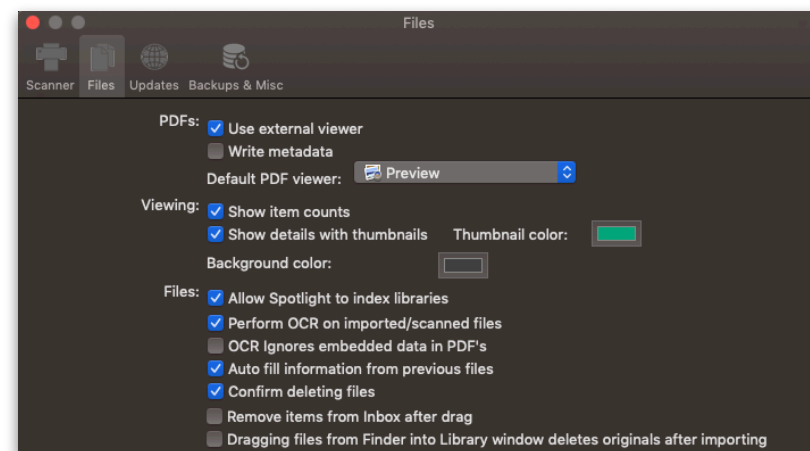 Files
Scanner Files Updates Backups & Misc
PDFs: Use external viewer
Write metadata
Default PDF viewer: Preview
Viewing: Show item counts
Show details with thumbnails Thumbnail color:
Background color:
Files: Allow Spotlight to index libraries
Perform OCR on imported/scanned files
OCR Ignores embedded data in PDF's
Auto fill information from previous files
Confirm deleting files
Remove items from Inbox after drag
Dragging files from Finder into Library window deletes originals after importing